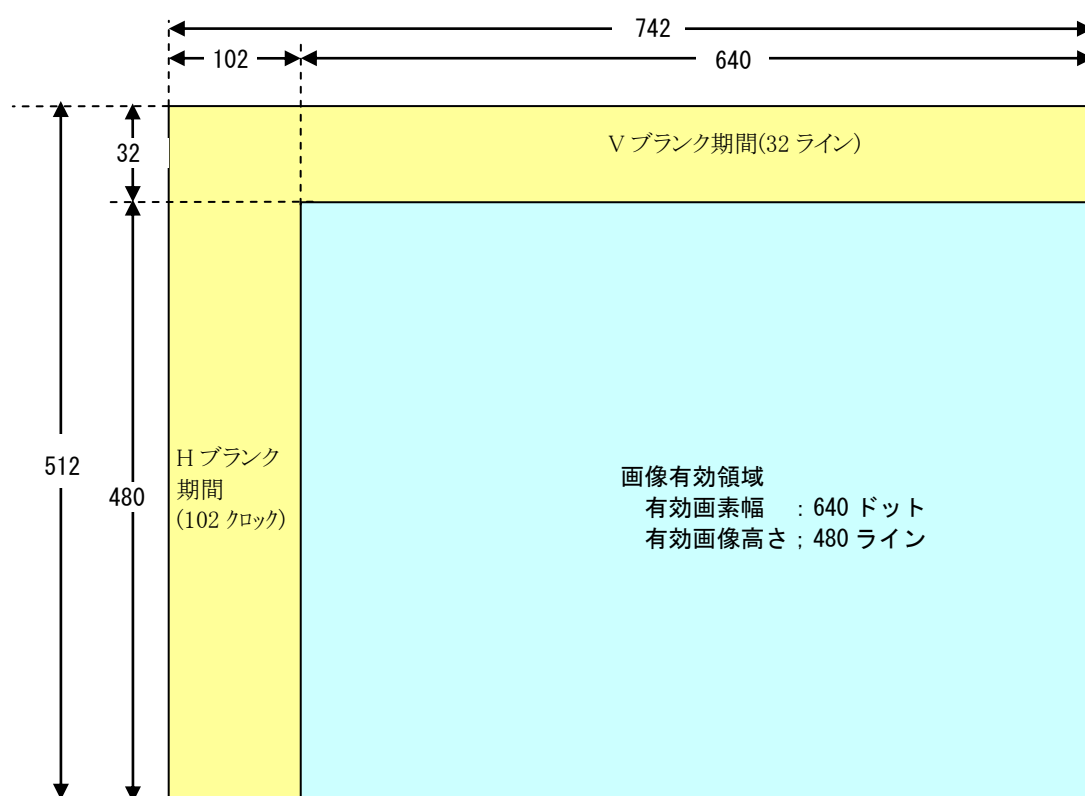 742
102
640
32
V ブランク期間(32 ライン)
512
480
H ブランク
期間
(102 クロック)
画像有効領域
有効画素幅 : 640 ドット
有効画像高さ ; 480 ライン